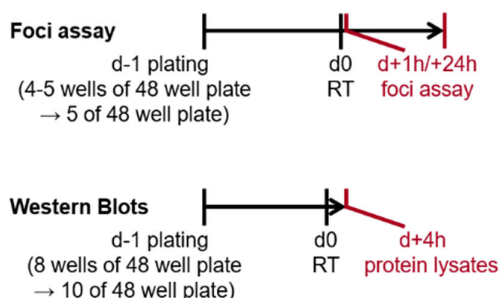 Foci assay
d-1 plating d0 d+1h/+24h
(4-5 wells of 48 well plate RT foci assay
→ 5 of 48 well plate)
Western Blots
d-1 plating d0 d+4h
(8 wells of 48 well plate RT protein lysates
→ 10 of 48 well plate)